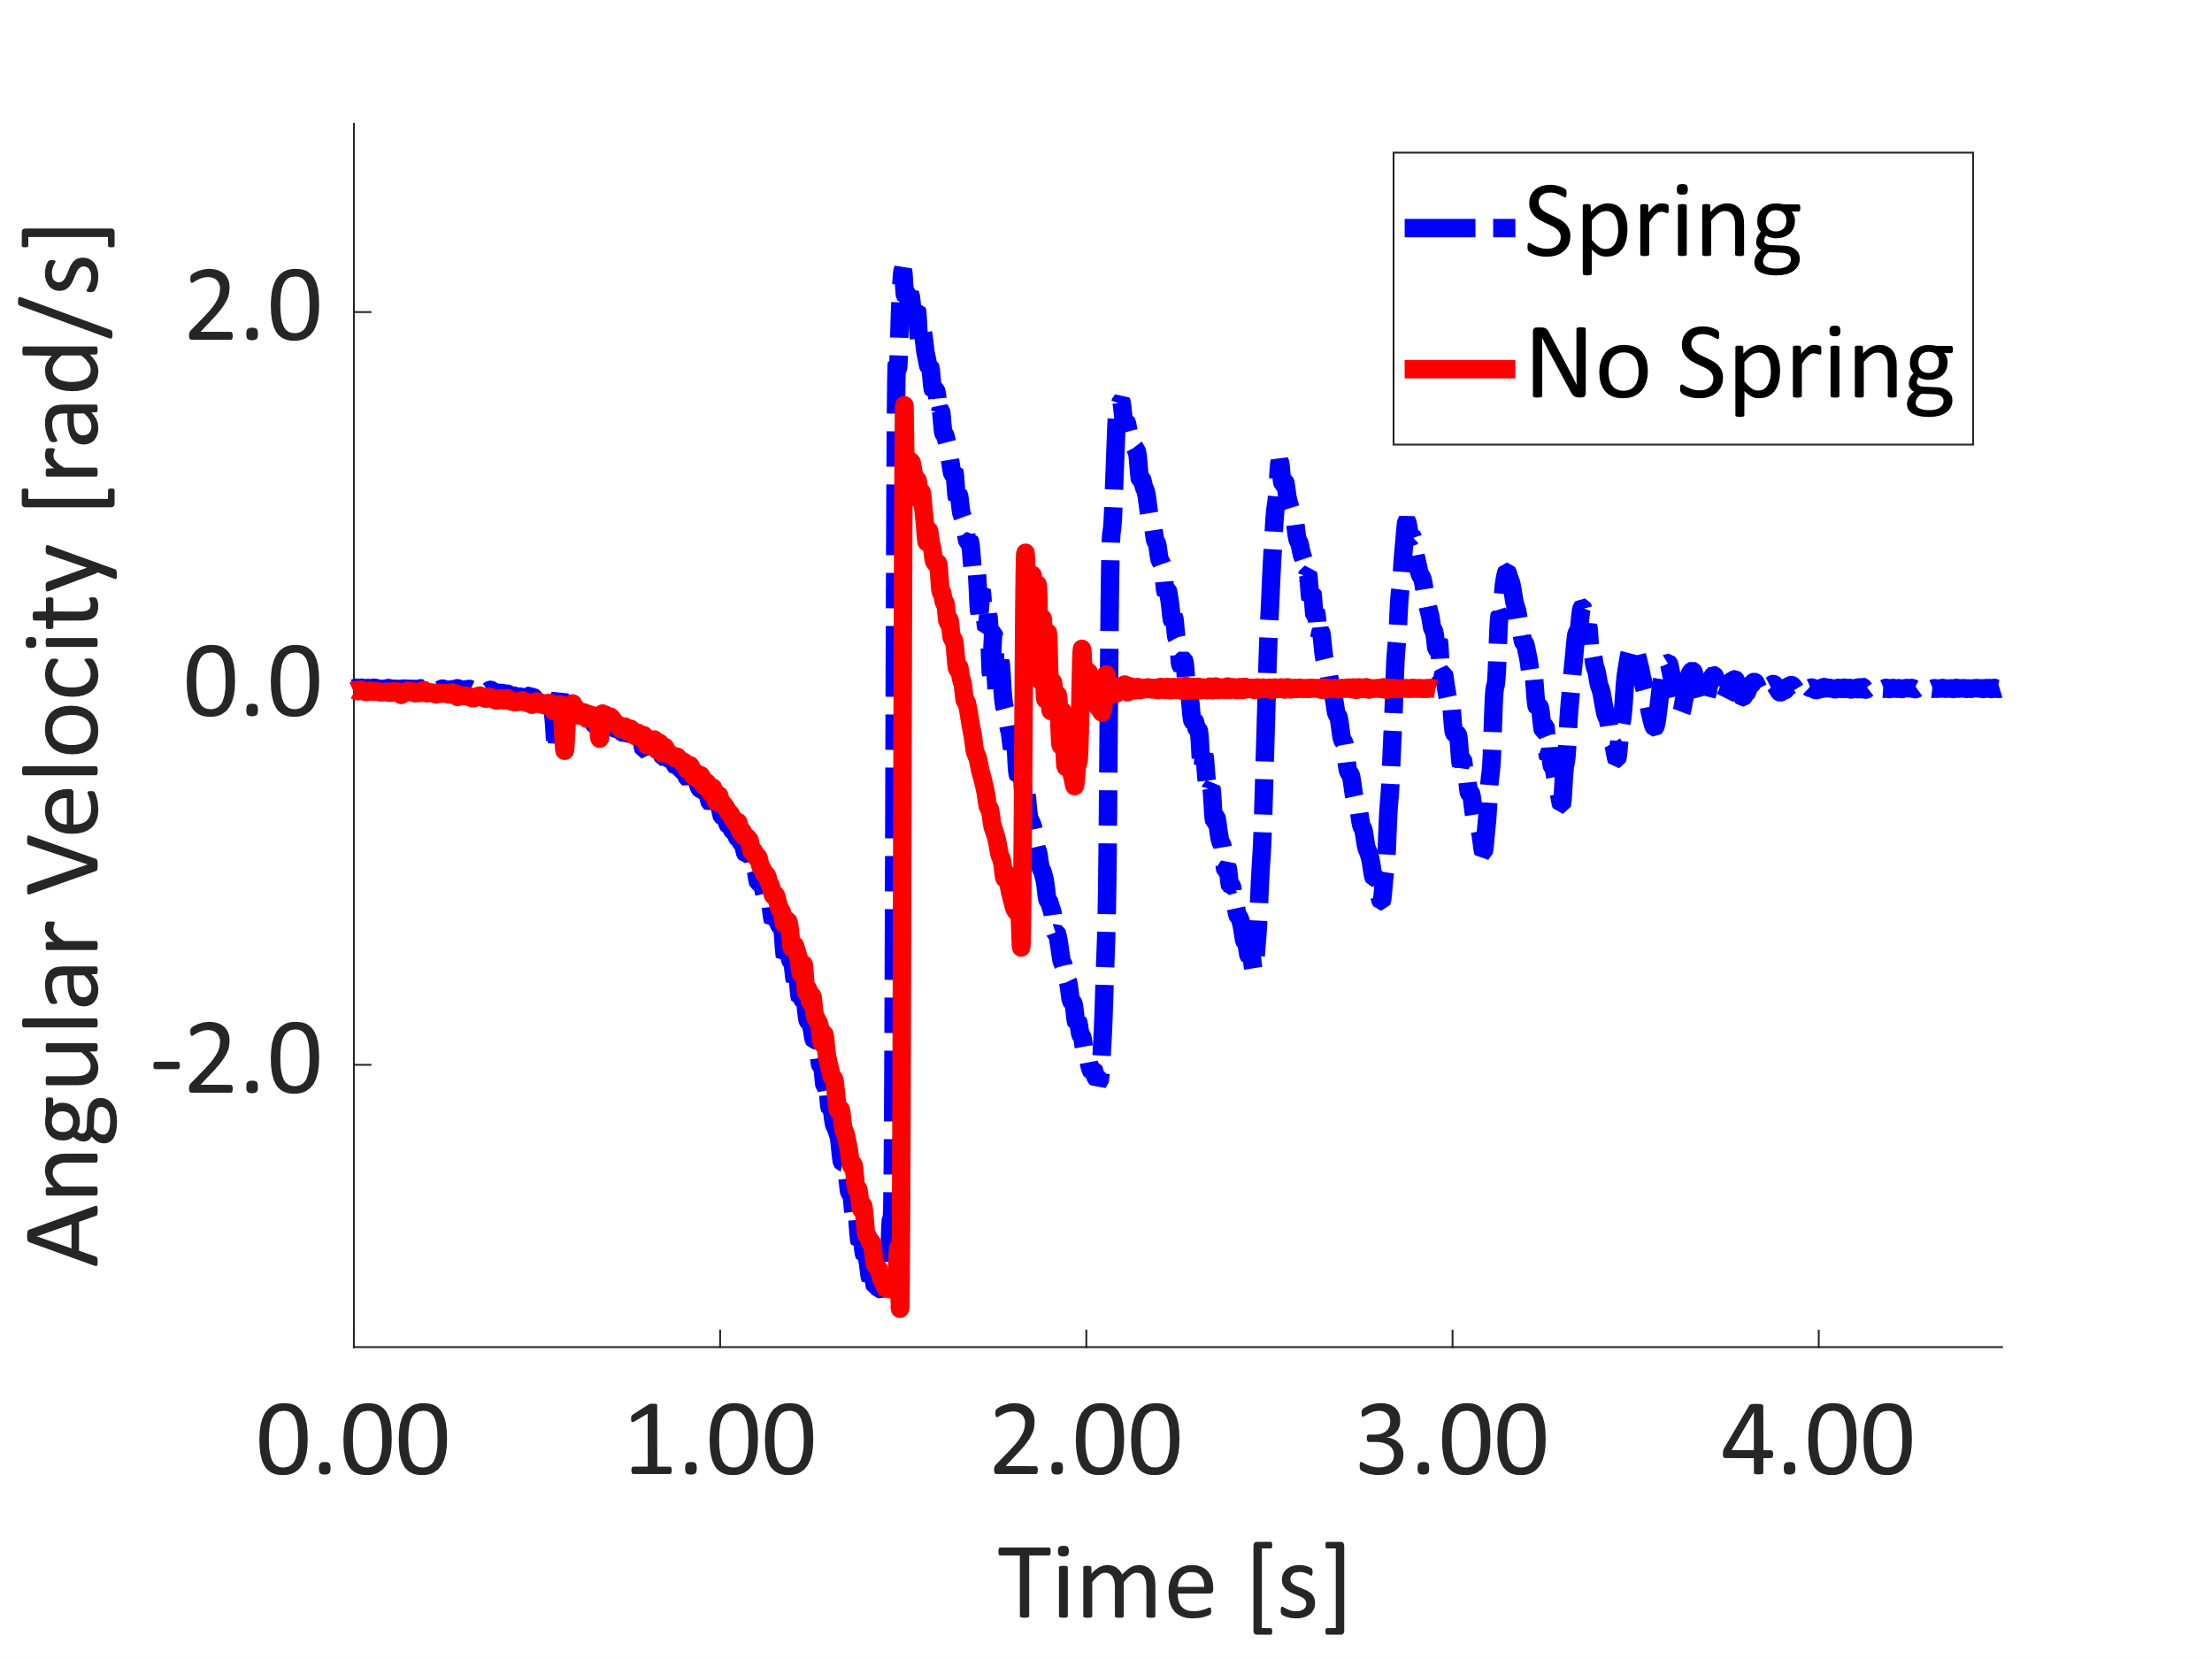 Spring
No Spring
Angular Velocity [rad/s]
2.0
0.0
-2.0
0.00 1.00 2.00 3.00 4.00
Time [s]